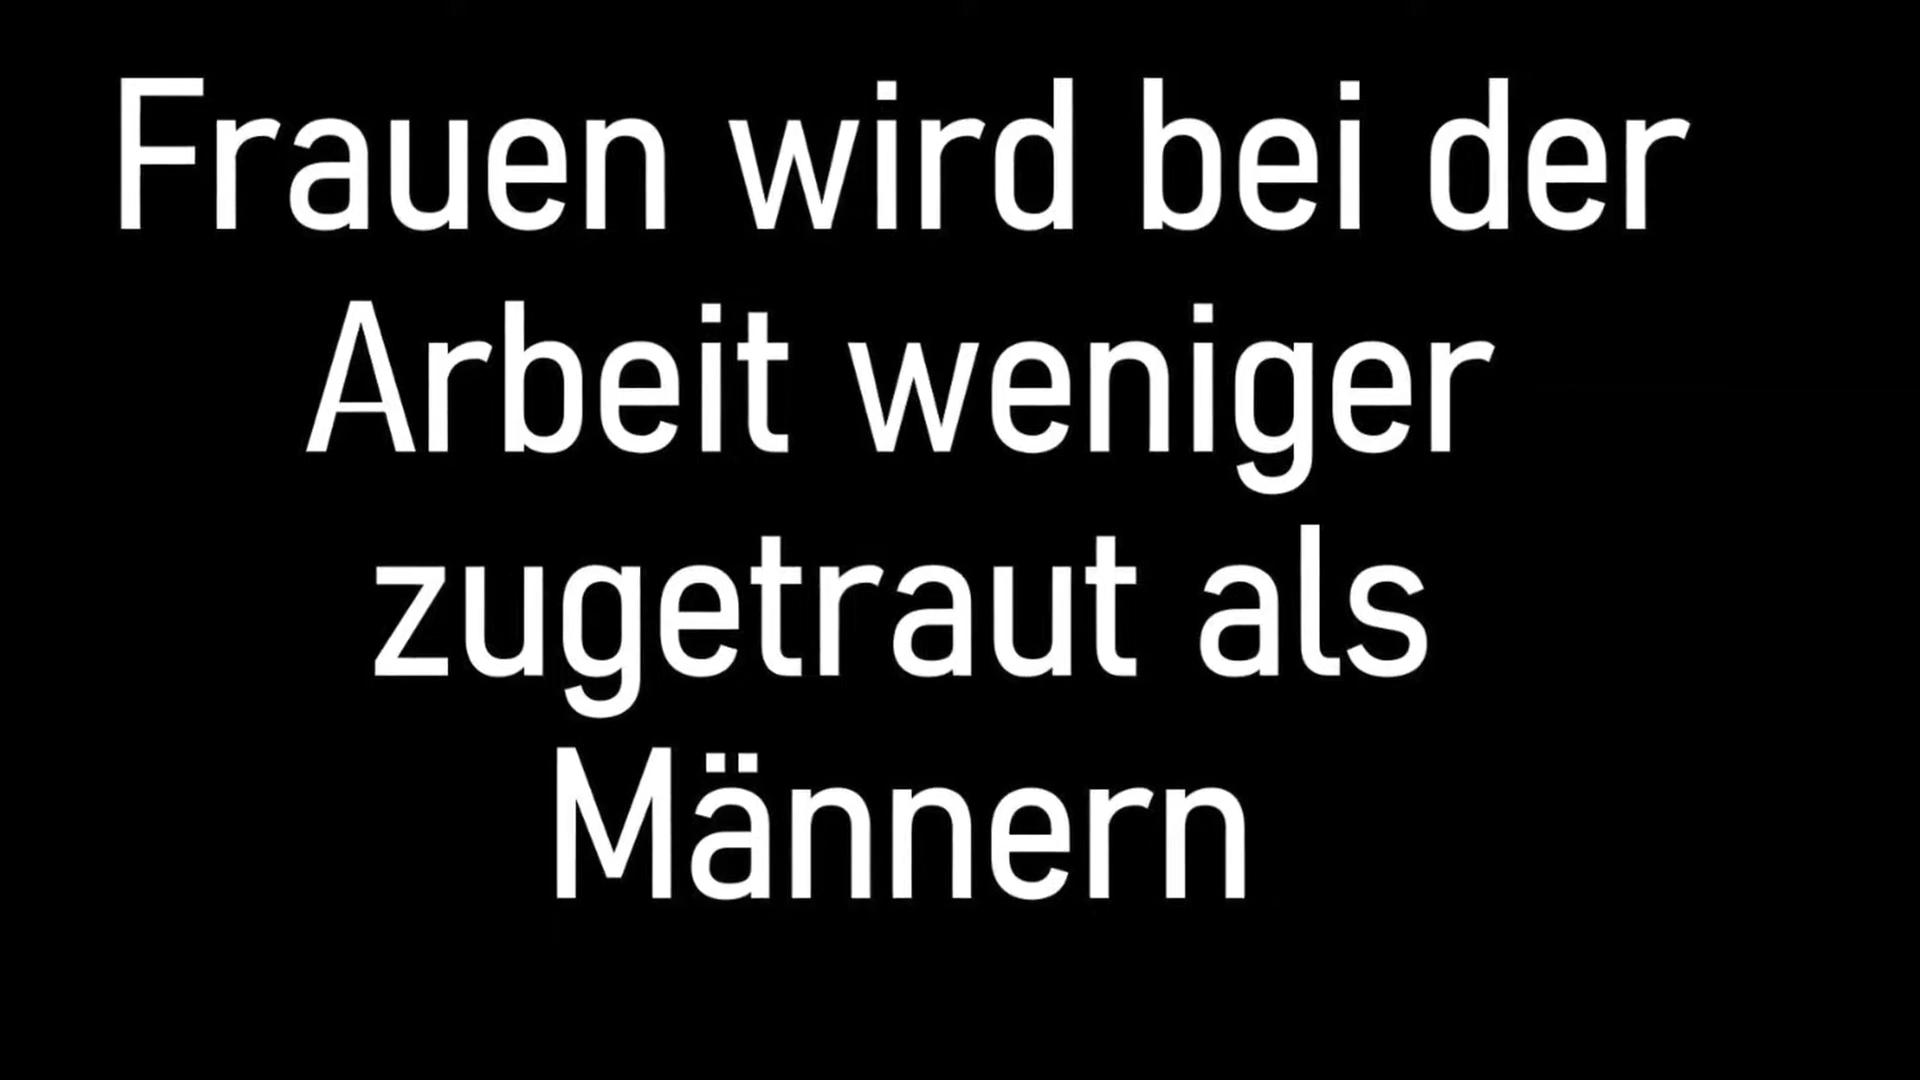 Frauen wird bei der
Arbeit weniger
zugetraut als
Männern